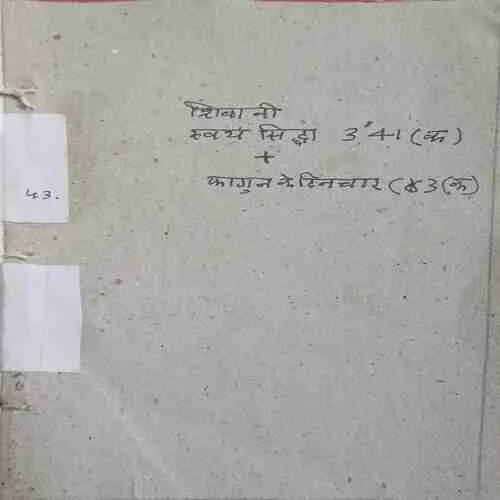 शिवानी
स्वयं सिद्धा 3'41 (क)
+
फागुन के दिन चार (43 (क)
43.